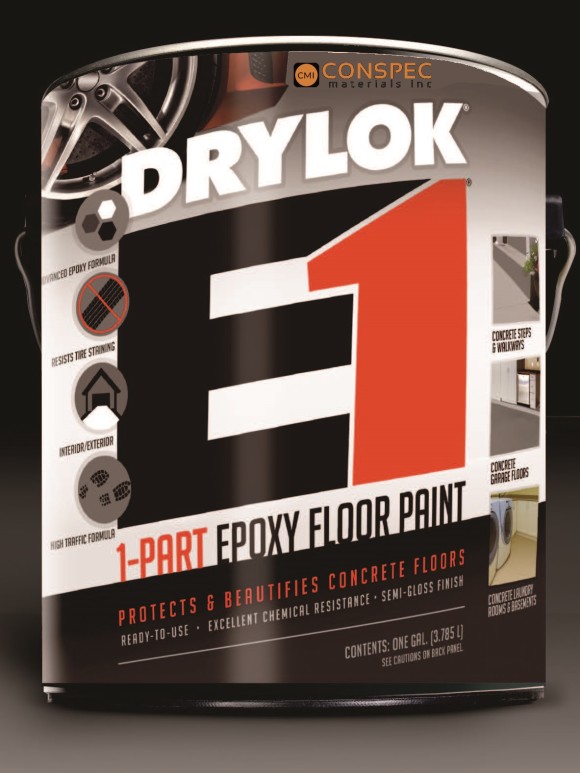 CMI CONSPEC
materials inc
DRYLOK®
E1®
ADVANCED EPOXY FORMULA
RESISTS TIRE STAINING
INTERIOR/EXTERIOR
HIGH TRAFFIC FORMULA
CONCRETE STEPS
& WALKWAYS
CONCRETE
GARAGE FLOORS
CONCRETE LAUNDRY
ROOMS & BASEMENTS
1-PART EPOXY FLOOR PAINT
PROTECTS & BEAUTIFIES CONCRETE FLOORS
READY-TO-USE · EXCELLENT CHEMICAL RESISTANCE · SEMI-GLOSS FINISH
CONTENTS: ONE GAL. (3.785 L)
SEE CAUTIONS ON BACK PANEL.